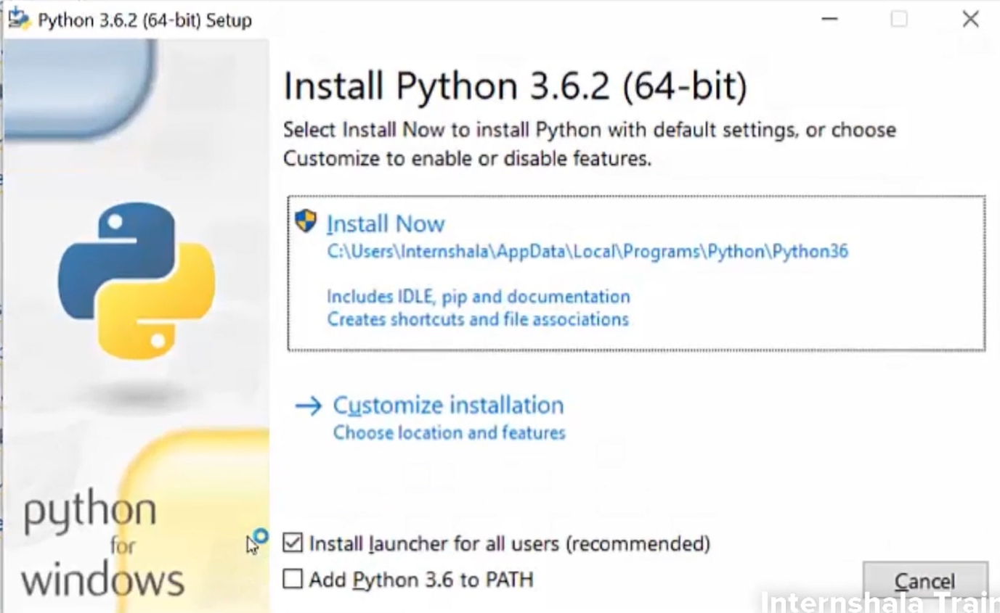 Python 3.6.2 (64-bit) Setup
Install Python 3.6.2 (64-bit)
Select Install Now to install Python with default settings, or choose
Customize to enable or disable features.
Install Now
C:\Users\Internshala\AppData\Local\Programs\Python\Python36
Includes IDLE, pip and documentation
Creates shortcuts and file associations
Customize installation
Choose location and features
python
for
windows
Install launcher for all users (recommended)
Add Python 3.6 to PATH
Cancel
Internshala